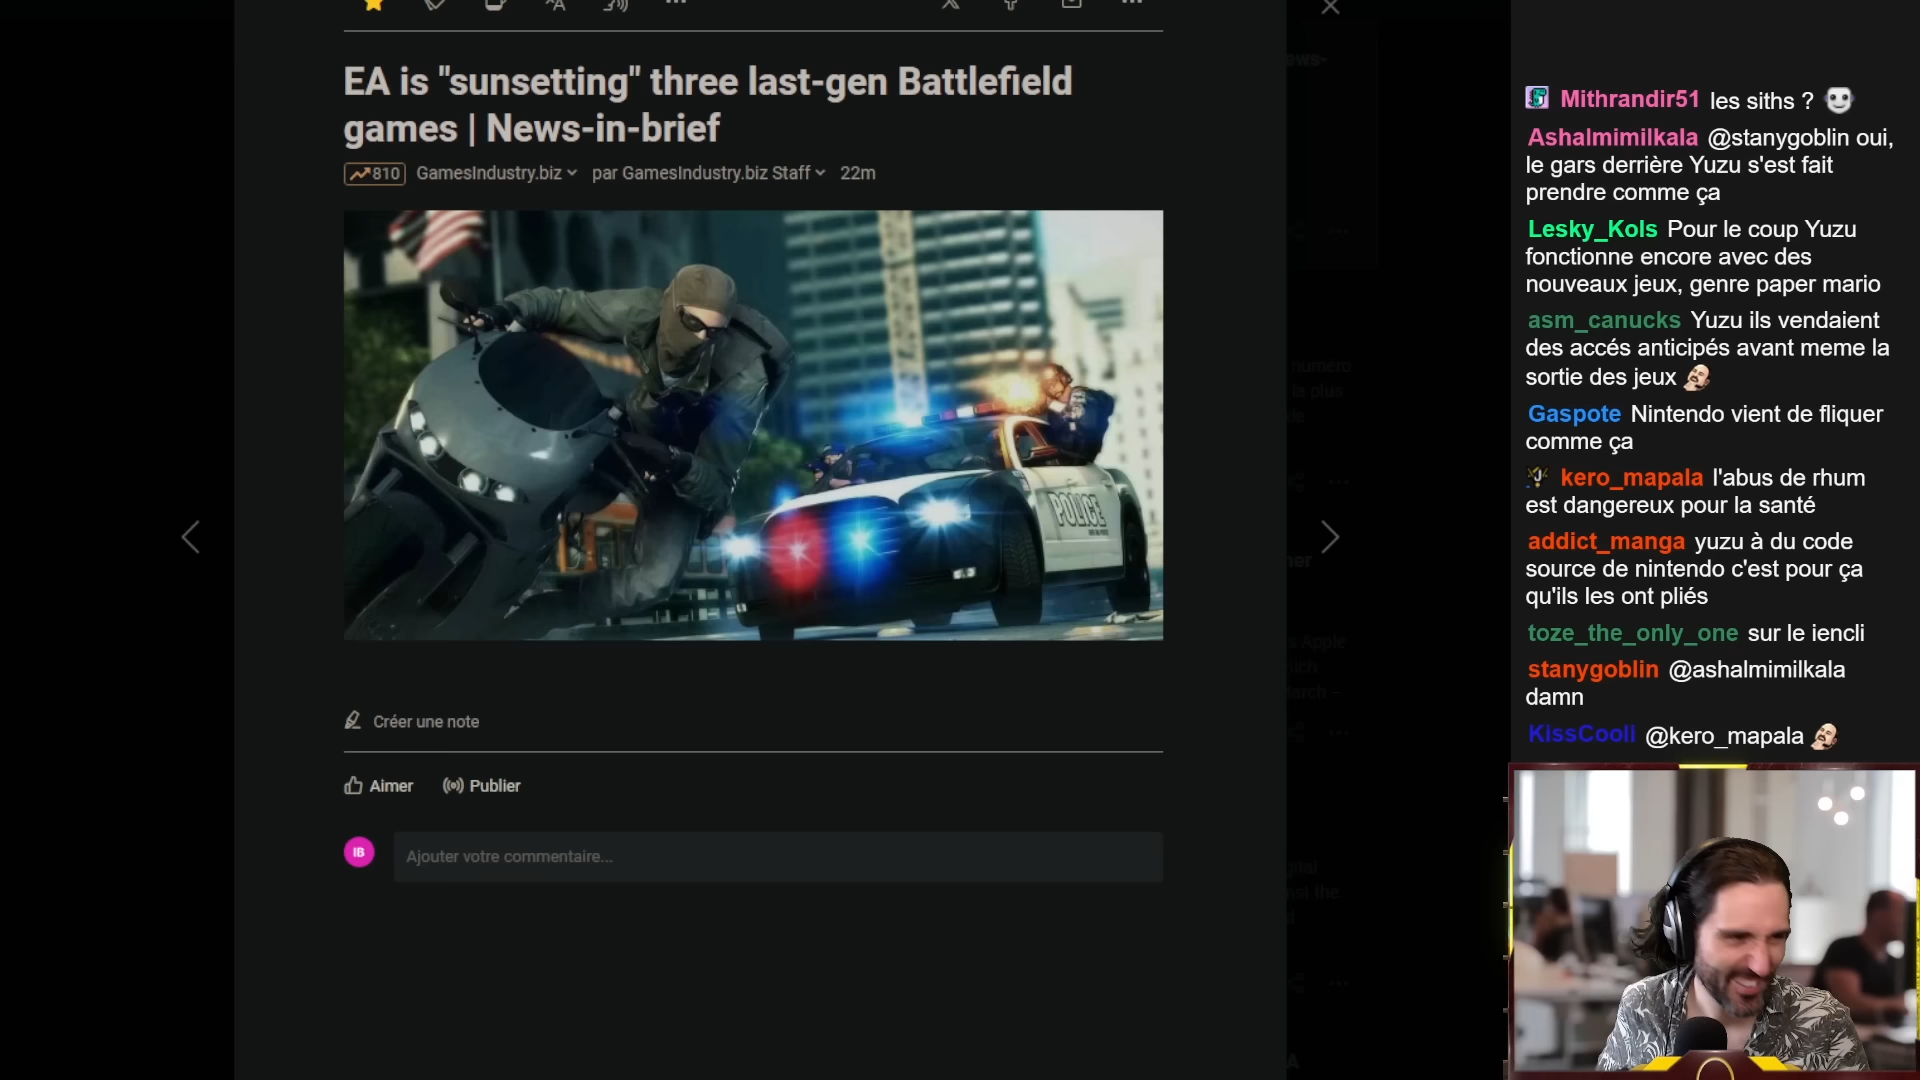 EA is "sunsetting" three last-gen Battlefield
games | News-in-brief
810 GamesIndustry.biz par GamesIndustry.biz Staff 22m
POLICE
Créer une note
Aimer Publier
IB Ajouter votre commentaire...
Mithrandir51 les siths ?
Ashalmimilkala @stanygoblin oui,
le gars derrière Yuzu s'est fait
prendre comme ça
Lesky_Kols Pour le coup Yuzu
fonctionne encore avec des
nouveaux jeux, genre paper mario
asm_canucks Yuzu ils vendaient
des accés anticipés avant meme la
sortie des jeux
Gaspote Nintendo vient de fliquer
comme ça
kero_mapala l'abus de rhum
est dangereux pour la santé
addict_manga yuzu à du code
source de nintendo c'est pour ça
qu'ils les ont pliés
toze_the_only_one sur le iencli
stanygoblin @ashalmimilkala
damn
KissCooli @kero_mapala
numéro
la plus
s Apple